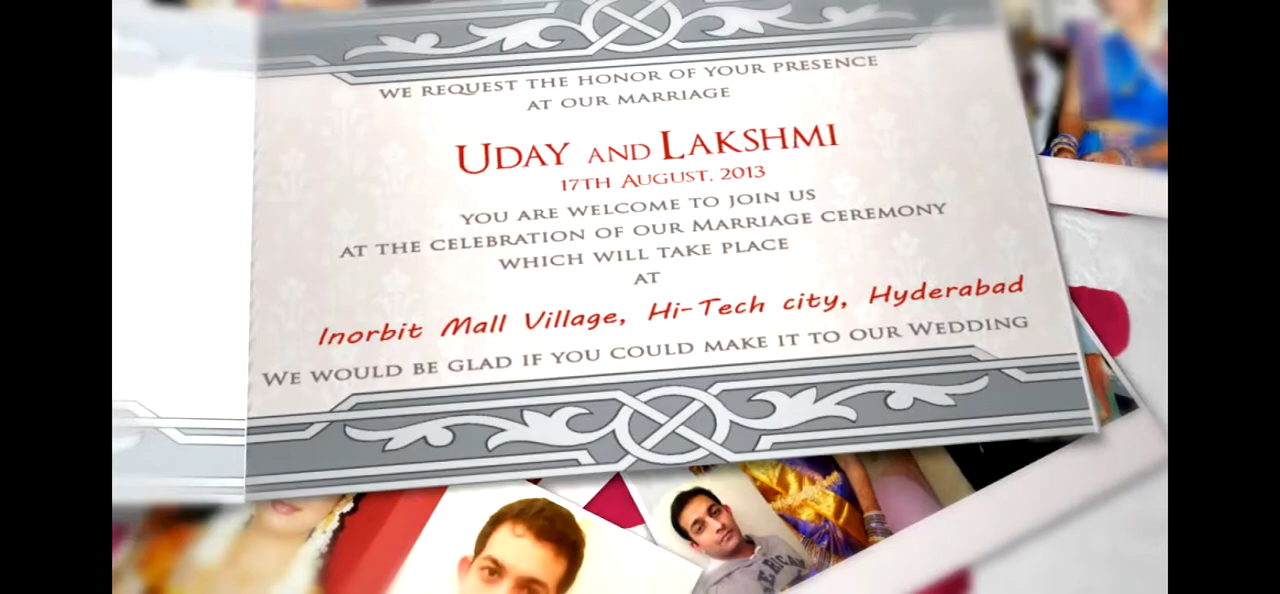 WE REQUEST THE HONOR OF YOUR PRESENCE
AT OUR MARRIAGE
UDAY AND LAKSHMI
17TH AUGUST, 2013
YOU ARE WELCOME TO JOIN US
AT THE CELEBRATION OF OUR MARRIAGE CEREMONY
WHICH WILL TAKE PLACE
AT
Inorbit Mall Village, Hi-Tech city, Hyderabad
WE WOULD BE GLAD IF YOU COULD MAKE IT TO OUR WEDDING